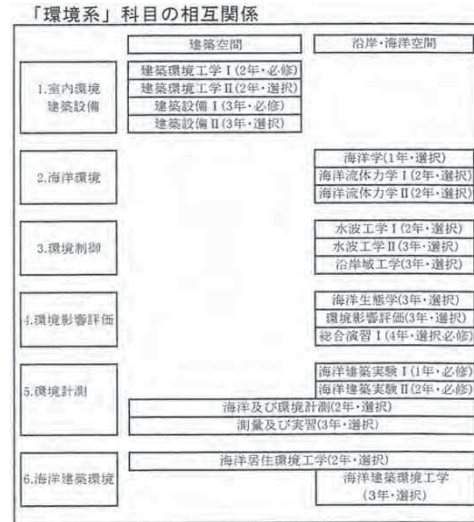 「環境系」科目の相互関係
建築空間
沿岸・海洋空間
1.室内環境
建築設備
建築環境工学Ⅰ(2年・必修)
建築環境工学Ⅱ(2年・選択)
建築設備Ⅰ(3年・必修)
建築設備Ⅱ(3年・選択)
2.海洋環境
海洋学(1年・選択)
海洋流体力学Ⅰ(2年・選択)
海洋流体力学Ⅱ(2年・選択)
3.環境制御
水波工学Ⅰ(2年・選択)
水波工学Ⅱ(3年・選択)
沿岸域工学(3年・選択)
4.環境影響評価
海洋生態学(3年・選択)
環境影響評価(3年・選択)
総合演習Ⅰ(4年・選択必修)
5.環境計測
海洋建築実験Ⅰ(1年・必修)
海洋建築実験Ⅱ(2年・必修)
海洋及び環境計測(2年・選択)
測量及び実習(3年・選択)
6.海洋建築環境
海洋居住環境工学(2年・選択)
海洋建築環境工学
(3年・選択)